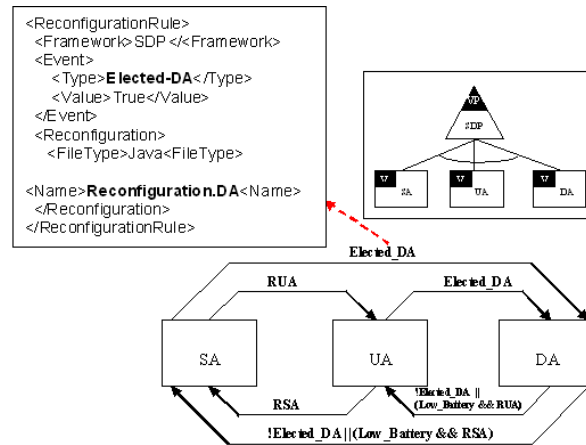 <ReconfigurationRule>
<Framework>SDP</<Framework>
<Event>
<Type>Elected-DA</Type>
<Value>True</Value>
</Event>
<Reconfiguration>
<FileType>Java<FileType>
<Name>Reconfiguration.DA<Name>
</Reconfiguration>
</ReconfigurationRule>
VP
SDP
V
V
V
SA
UA
DA
Elected_DA
RUA
Elected_DA
SA
UA
DA
RSA
!Elected_DA ||
(Low_Battery && RUA)
!Elected_DA ||(Low_Battery && RSA)